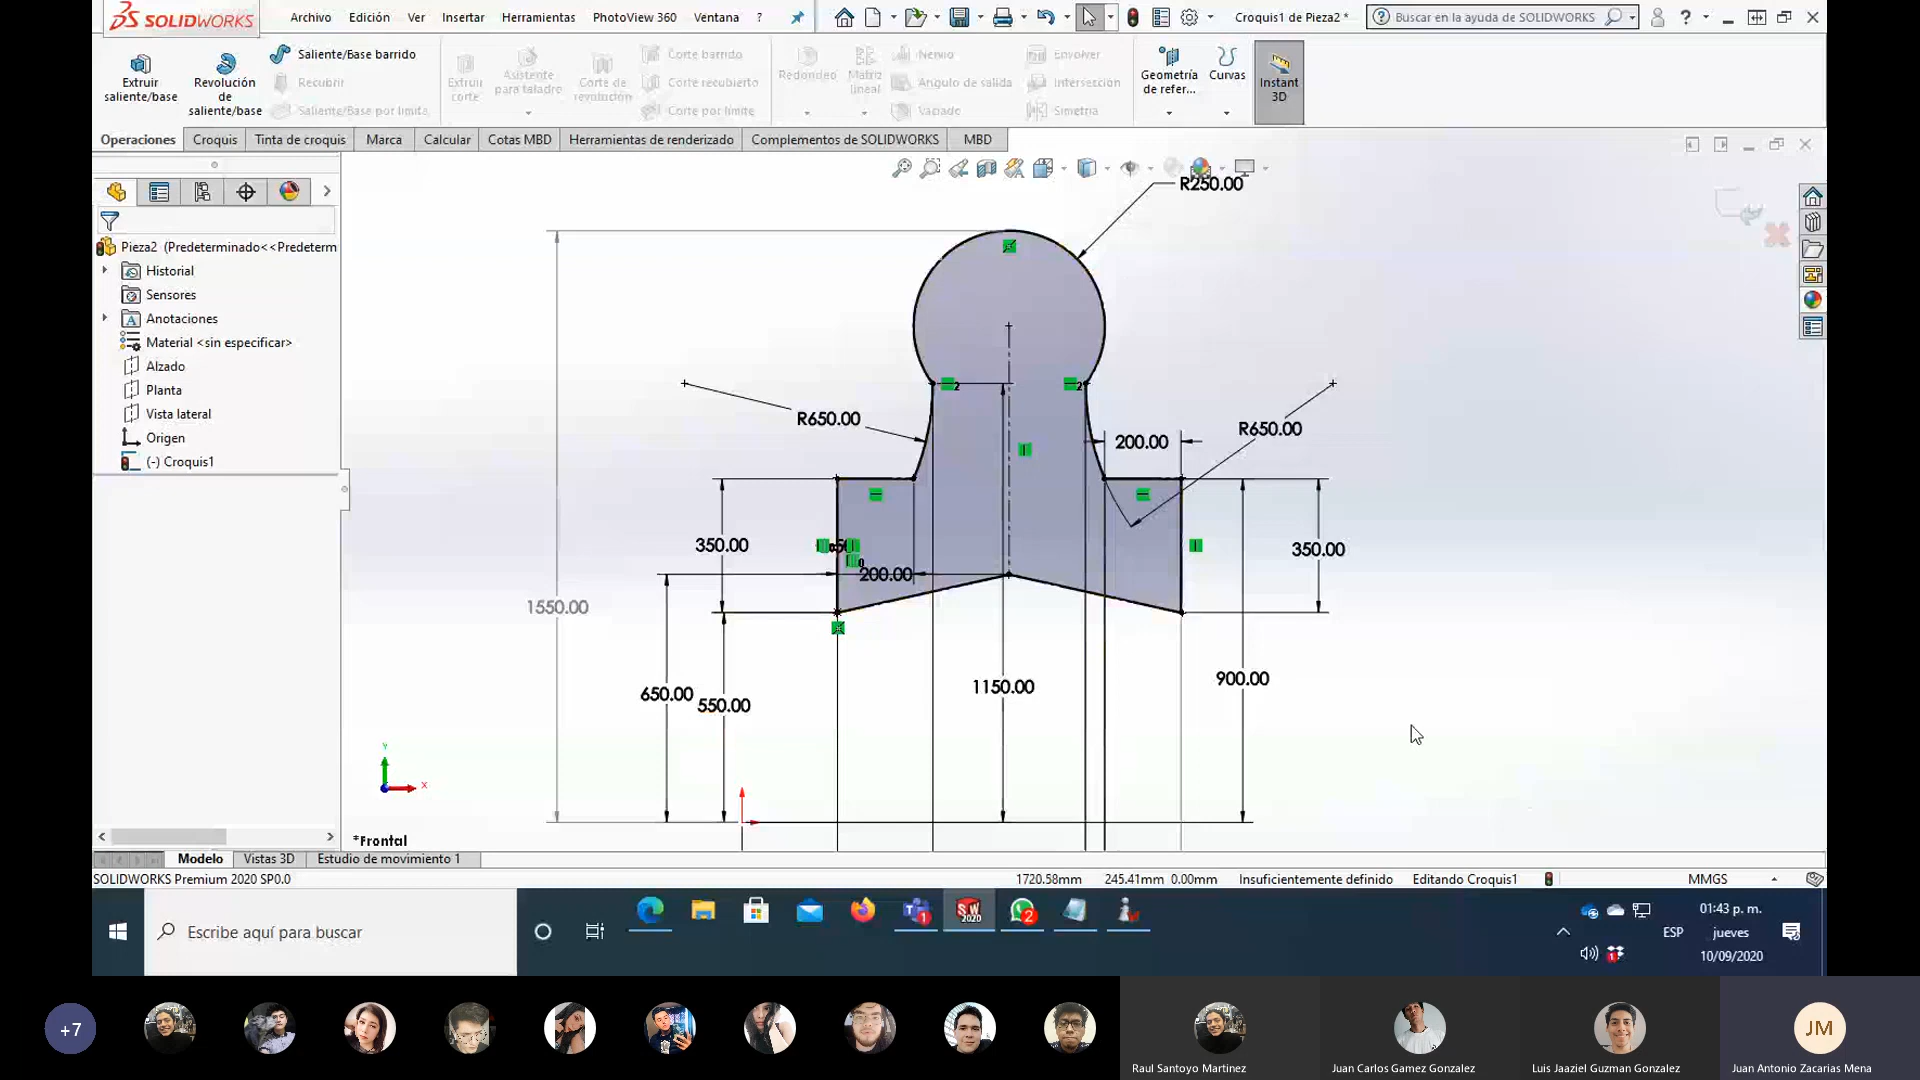 SOLIDWORKS
Archivo Edición Ver Insertar Herramientas PhotoView 360 Ventana ?
Croquis1 de Pieza2 *
Buscar en la ayuda de SOLIDWORKS
?
Extruir saliente/base
Revolución de saliente/base
Saliente/Base barrido
Recubrir
Saliente/Base por límite
Extruir corte
Asistente para taladro
Corte de revolución
Corte barrido
Corte recubierto
Corte por límite
Redondeo
Matriz lineal
Nervio
Ángulo de salida
Vaciado
Envolver
Intersección
Simetría
Geometría de refer...
Curvas
Instant 3D
Operaciones Croquis Tinta de croquis Marca Calcular Cotas MBD Herramientas de renderizado Complementos de SOLIDWORKS MBD
Pieza2 (Predeterminado<<Predeterm
Historial
Sensores
Anotaciones
Material <sin especificar>
Alzado
Planta
Vista lateral
Origen
(-) Croquis1
R250.00
R650.00
R650.00
200.00
350.00
350.00
200.00
1550.00
650.00
550.00
1150.00
900.00
2
2
Y
X
*Frontal
Modelo Vistas 3D Estudio de movimiento 1
SOLIDWORKS Premium 2020 SP0.0
1720.58mm 245.41mm 0.00mm Insuficientemente definido Editando Croquis1 MMGS
Escribe aquí para buscar
1
SW 2020
2
ESP
1
01:43 p. m.
jueves
10/09/2020
+7
JM
Raul Santoyo Martinez
Juan Carlos Gamez Gonzalez
Luis Jaaziel Guzman Gonzalez
Juan Antonio Zacarias Mena